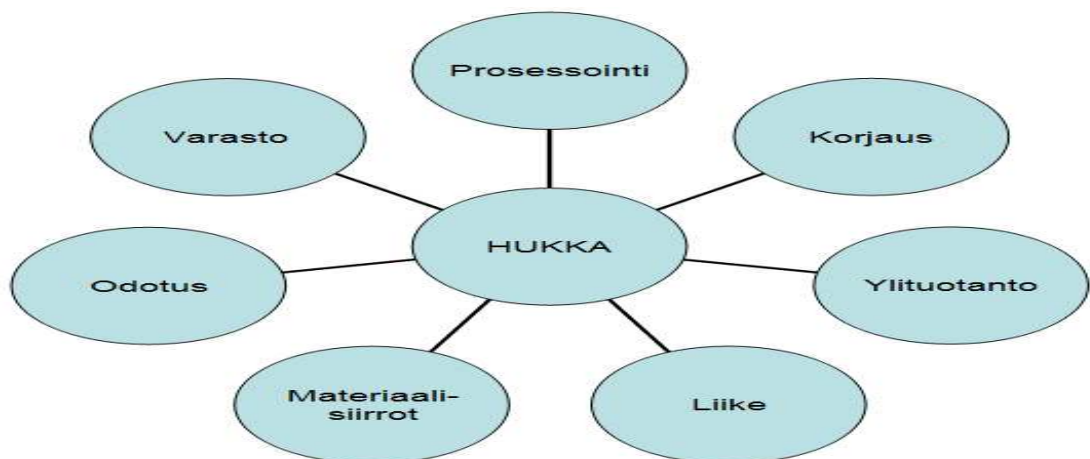 Prosessointi
Varasto
Korjaus
HUKKA
Odotus
Ylituotanto
Materiaali-
siirrot
Liike